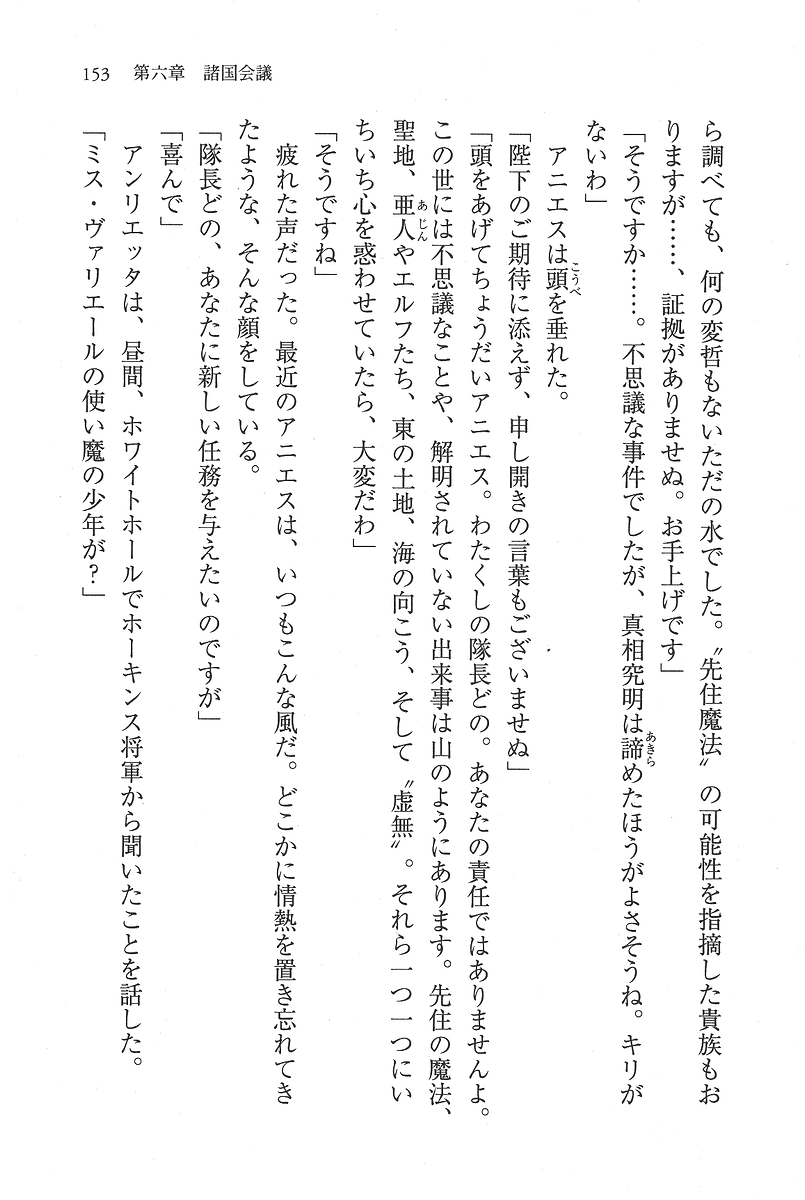 153　第六章　諸国会議
ら調べても、何の変哲もないただの水でした。〝先住魔法〟の可能性を指摘した貴族もお
りますが……、証拠がありませぬ。お手上げです」
「そうですか……。不思議な事件でしたが、真相究明は諦めたほうがよさそうね。キリが
あきら
ないわ」
　アニエスは頭を垂れた。
こうべ
「陛下のご期待に添えず、申し開きの言葉もございませぬ」
「頭をあげてちょうだいアニエス。わたくしの隊長どの。あなたの責任ではありませんよ。
この世には不思議なことや、解明されていない出来事は山のようにあります。先住の魔法、
聖地、亜人やエルフたち、東の土地、海の向こう、そして〝虚無〟。それら一つ一つにい
あじん
ちいち心を惑わせていたら、大変だわ」
「そうですね」
　疲れた声だった。最近のアニエスは、いつもこんな風だ。どこかに情熱を置き忘れてき
たような、そんな顔をしている。
「隊長どの、あなたに新しい任務を与えたいのですが」
「喜んで」
　アンリエッタは、昼間、ホワイトホールでホーキンス将軍から聞いたことを話した。
「ミス・ヴァリエールの使い魔の少年が？」